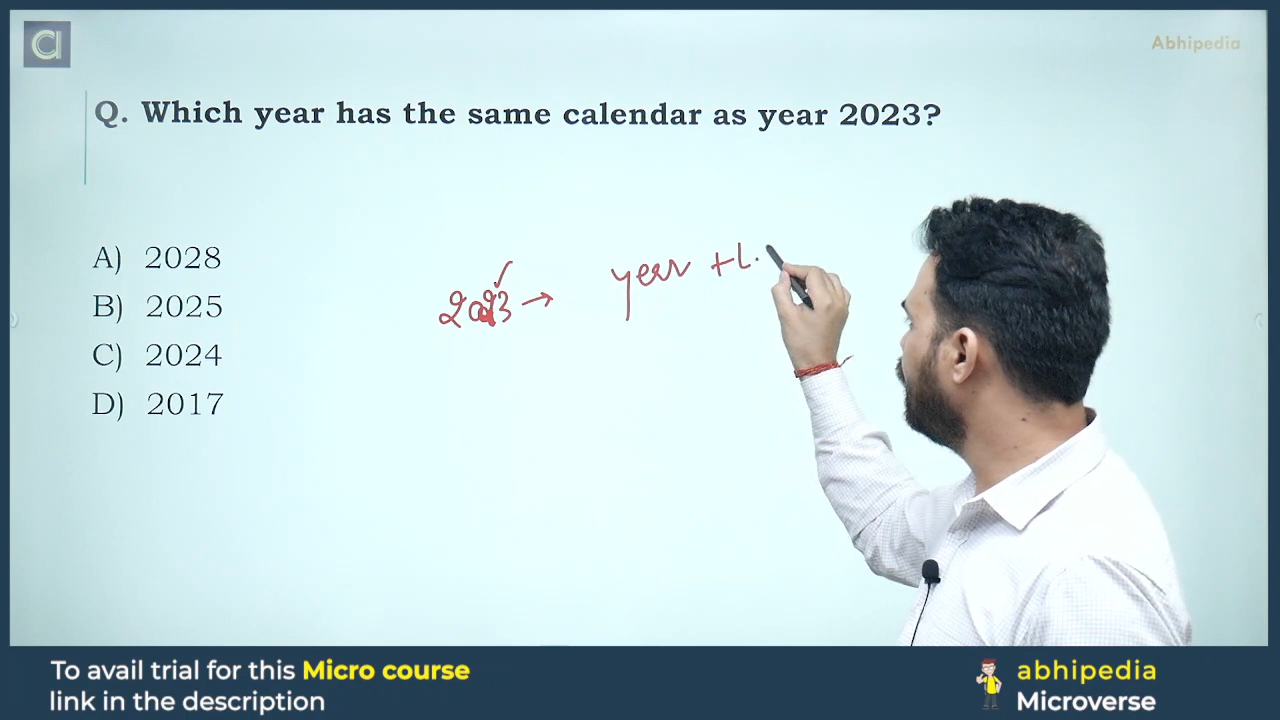 Abhipedia
Q. Which year has the same calendar as year 2023?
A) 2028
B) 2025
C) 2024
D) 2017
2023 → year + L.
To avail trial for this Micro course
link in the description
abhipedia
Microverse